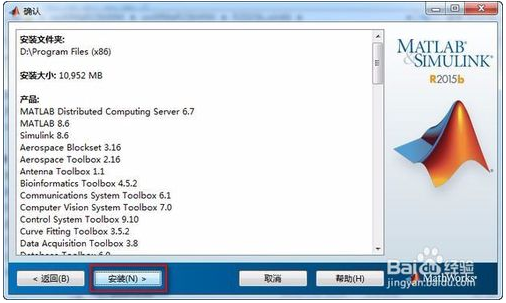 确认
安装文件夹:
D:\Program Files (x86)
安装大小: 10,952 MB
产品:
MATLAB Distributed Computing Server 6.7
MATLAB 8.6
Simulink 8.6
Aerospace Blockset 3.16
Aerospace Toolbox 2.16
Antenna Toolbox 1.1
Bioinformatics Toolbox 4.5.2
Communications System Toolbox 6.1
Computer Vision System Toolbox 7.0
Control System Toolbox 9.10
Curve Fitting Toolbox 3.5.2
Data Acquisition Toolbox 3.8
MATLAB
&SIMULINK
R2015b
< 返回(B)
安装(N) >
取消
帮助(H)
MathWorks
Baidu 经验
jingyan.baidu.com